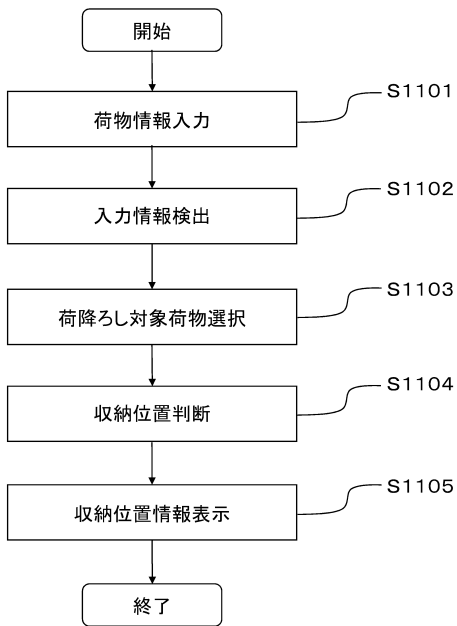 開始
荷物情報入力
S1101
入力情報検出
S1102
荷降ろし対象荷物選択
S1103
収納位置判断
S1104
収納位置情報表示
S1105
終了